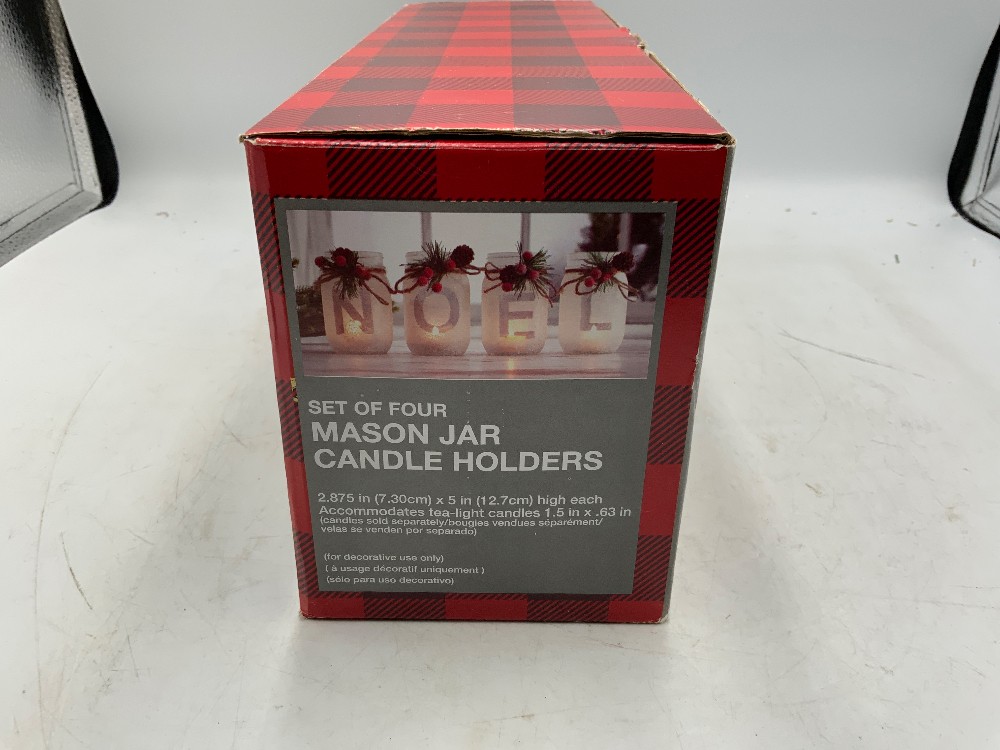 NOEL
SET OF FOUR
MASON JAR
CANDLE HOLDERS
2.875 in (7.30cm) x 5 in (12.7cm) high each
Accommodates tea-light candles 1.5 in x .63 in
(candles sold separately/bougies vendues séparément/
velas se venden por separado)
(for decorative use only)
( à usage décoratif uniquement )
(sólo para uso decorativo)